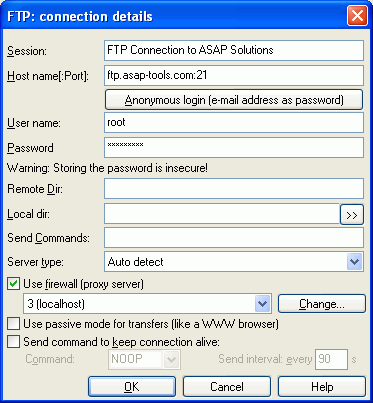 FTP: connection details
Session: FTP Connection to ASAP Solutions
Host name[:Port]: ftp.asap-tools.com:21
Anonymous login (e-mail address as password)
User name: root
Password *********
Warning: Storing the password is insecure!
Remote Dir:
Local dir: >>
Send Commands:
Server type: Auto detect
Use firewall (proxy server)
3 (localhost) Change...
Use passive mode for transfers (like a WWW browser)
Send command to keep connection alive:
Command: NOOP Send interval: every 90 s
OK Cancel Help